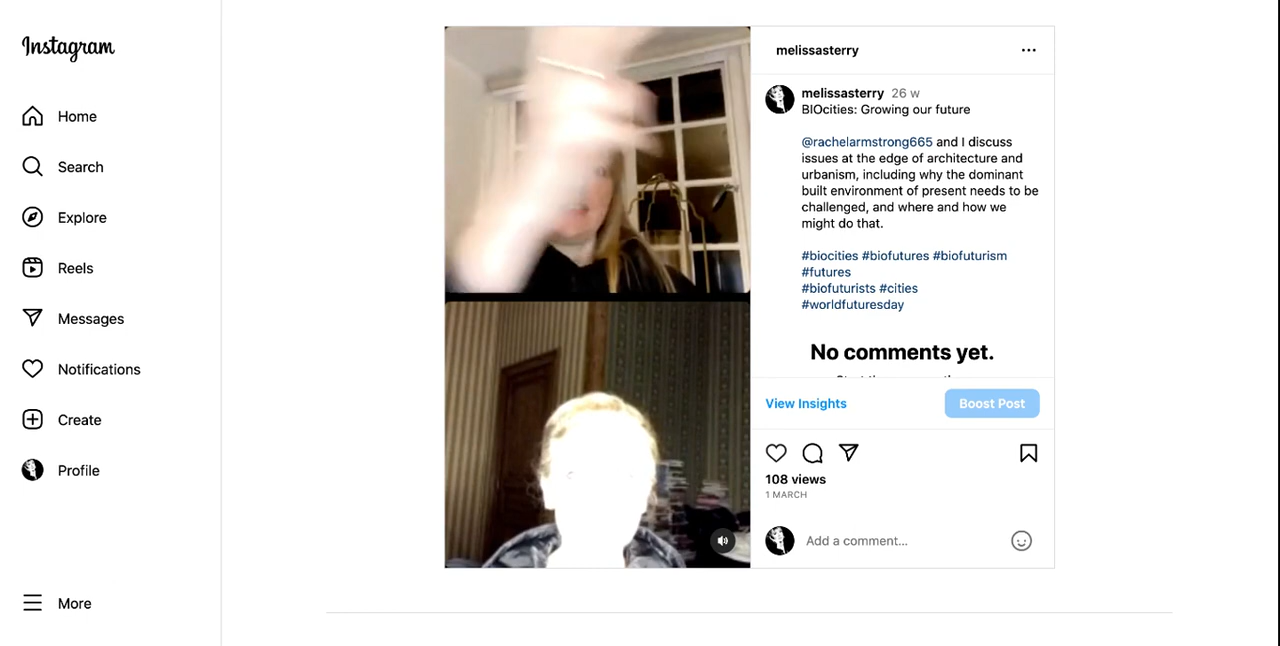 Instagram
Home
Search
Explore
Reels
Messages
Notifications
Create
Profile
More
melissasterry
melissasterry 26 w
BIOcities: Growing our future
@rachelarmstrong665 and I discuss
issues at the edge of architecture and
urbanism, including why the dominant
built environment of present needs to be
challenged, and where and how we
might do that.
#biocities #biofutures #biofuturism
#futures
#biofuturists #cities
#worldfuturesday
No comments yet.
View Insights
Boost Post
108 views
1 MARCH
Add a comment...